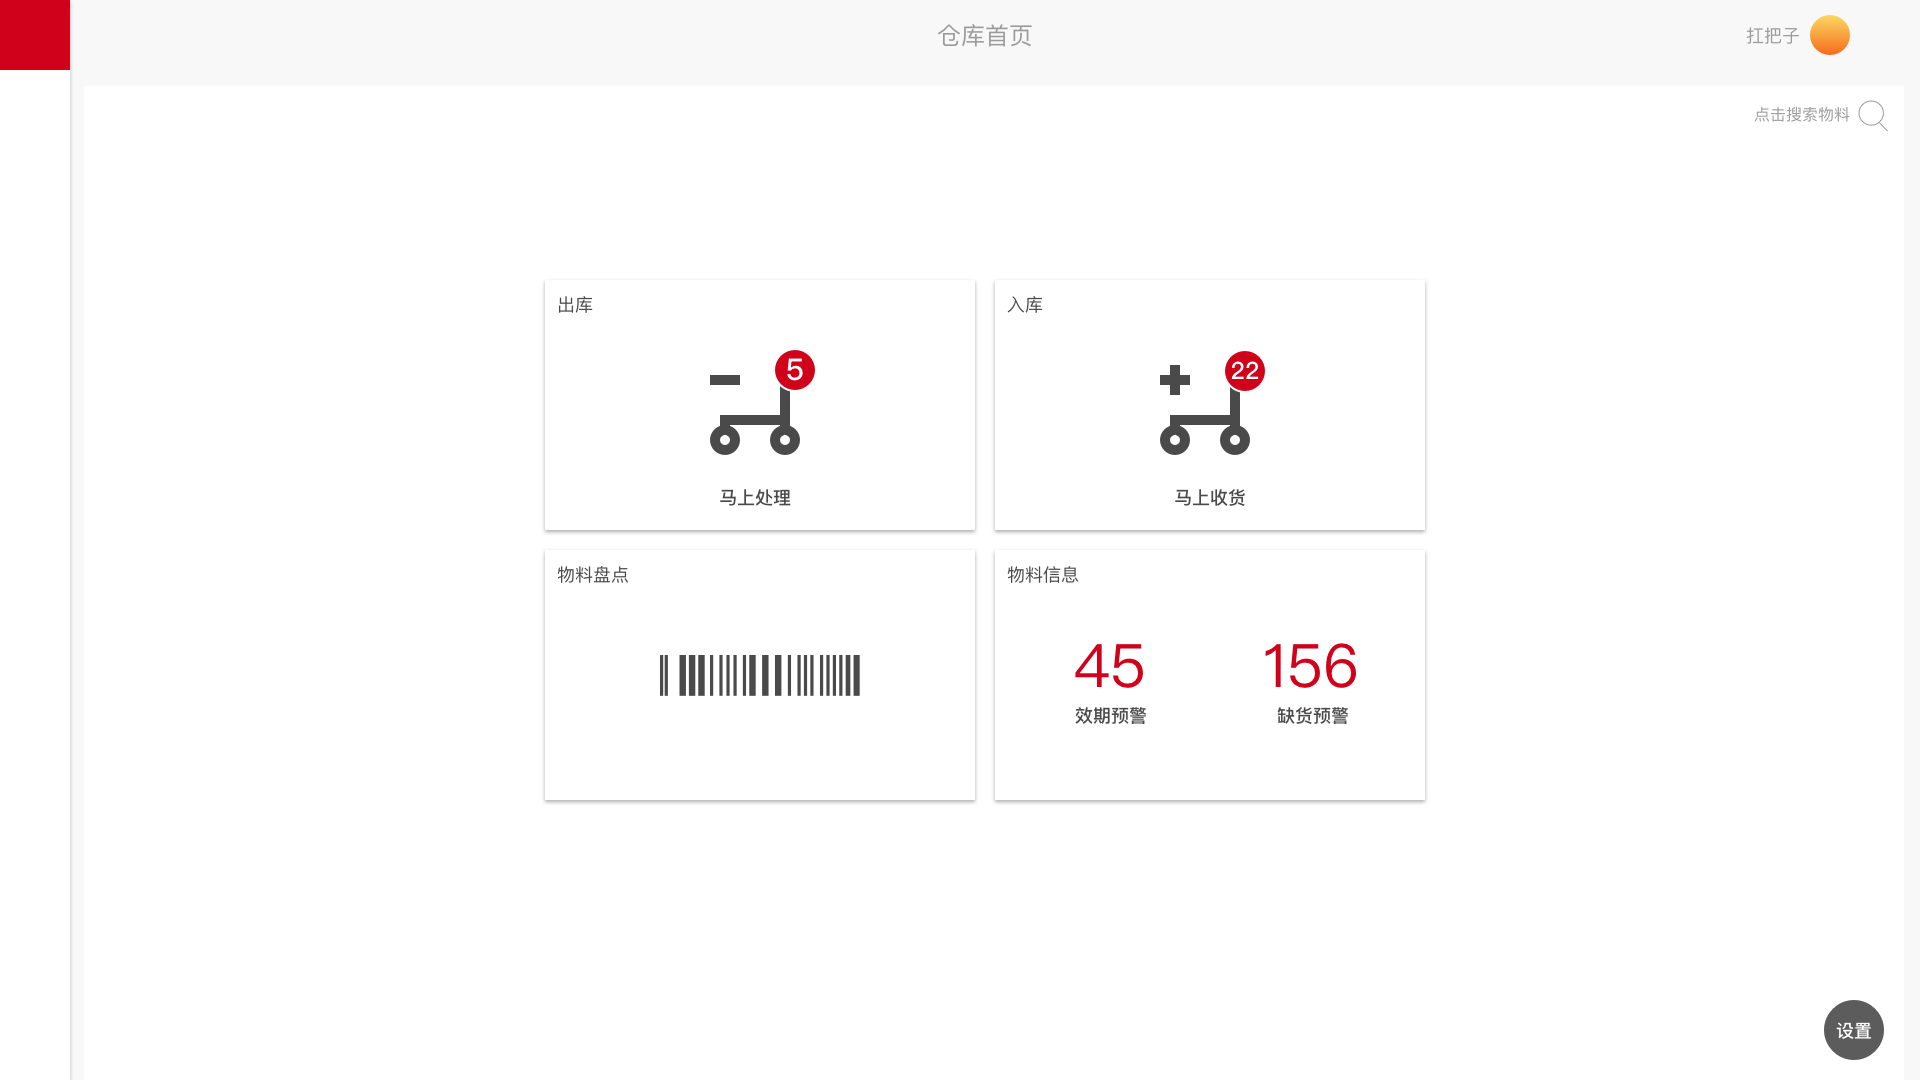 仓库首页
扛把子
点击搜索物料
出库
5
马上处理
入库
22
马上收货
物料盘点
物料信息
45
效期预警
156
缺货预警
设置